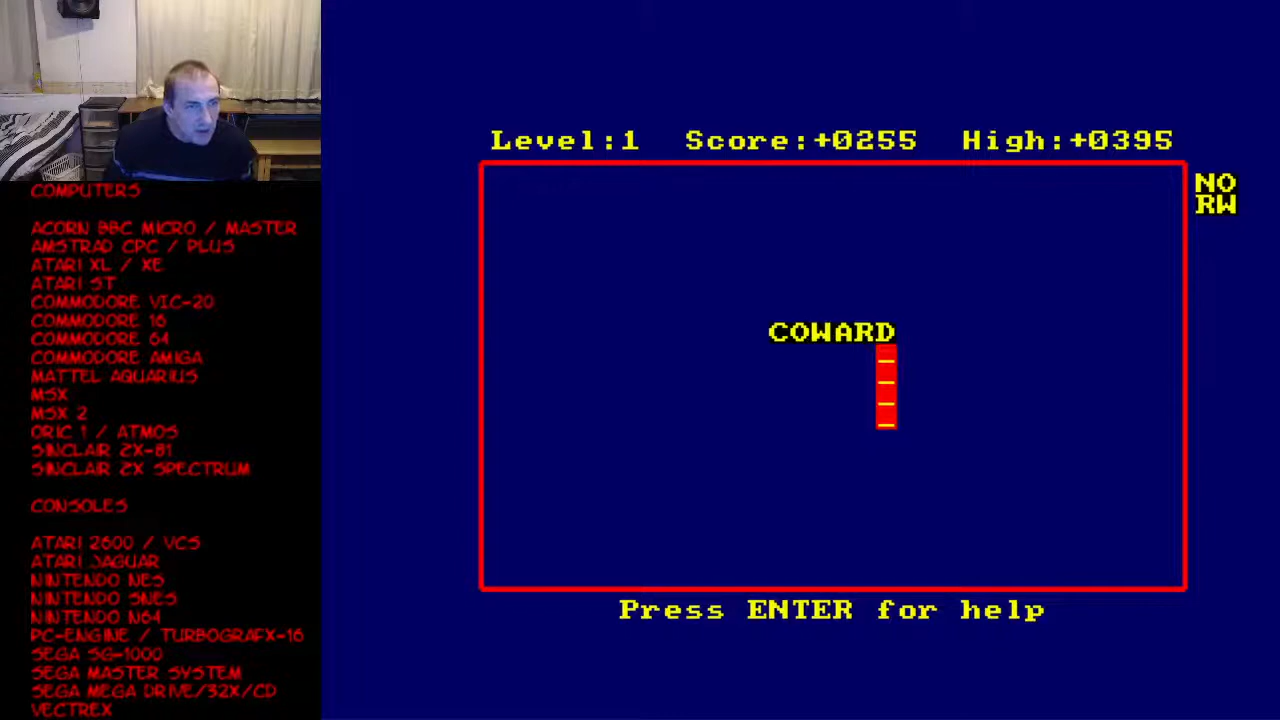 COMPUTERS
ACORN BBC MICRO / MASTER
AMSTRAD CPC / PLUS
ATARI XL / XE
ATARI ST
COMMODORE VIC-20
COMMODORE 16
COMMODORE 64
COMMODORE AMIGA
MATTEL AQUARIUS
MSX
MSX 2
ORIC 1 / ATMOS
SINCLAIR ZX-81
SINCLAIR ZX SPECTRUM
CONSOLES
ATARI 2600 / VCS
ATARI JAGUAR
NINTENDO NES
NINTENDO SNES
NINTENDO N64
PC-ENGINE / TURBOGRAFX-16
SEGA SG-1000
SEGA MASTER SYSTEM
SEGA MEGA DRIVE/32X/CD
VECTREX
Level:1 Score:+0255 High:+0395
NO
RW
COWARD
Press ENTER for help